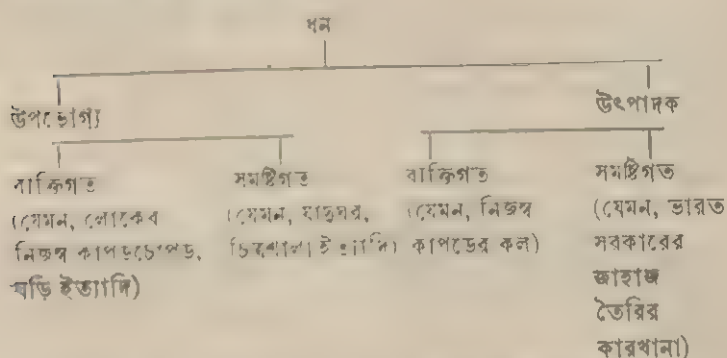 ধন
উপভোগ্য
উৎপাদক
ব্যক্তিগত
(যেমন, লোকের
নিজস্ব কাপড়চোপড়,
ঘড়ি ইত্যাদি)
সমষ্টিগত
(যেমন, যাদুঘর,
চিত্রশালা ইত্যাদি)
ব্যক্তিগত
(যেমন, নিজস্ব
কাপড়ের কল)
সমষ্টিগত
(যেমন, ভারত
সরকারের
জাহাজ
তৈরির
কারখানা)